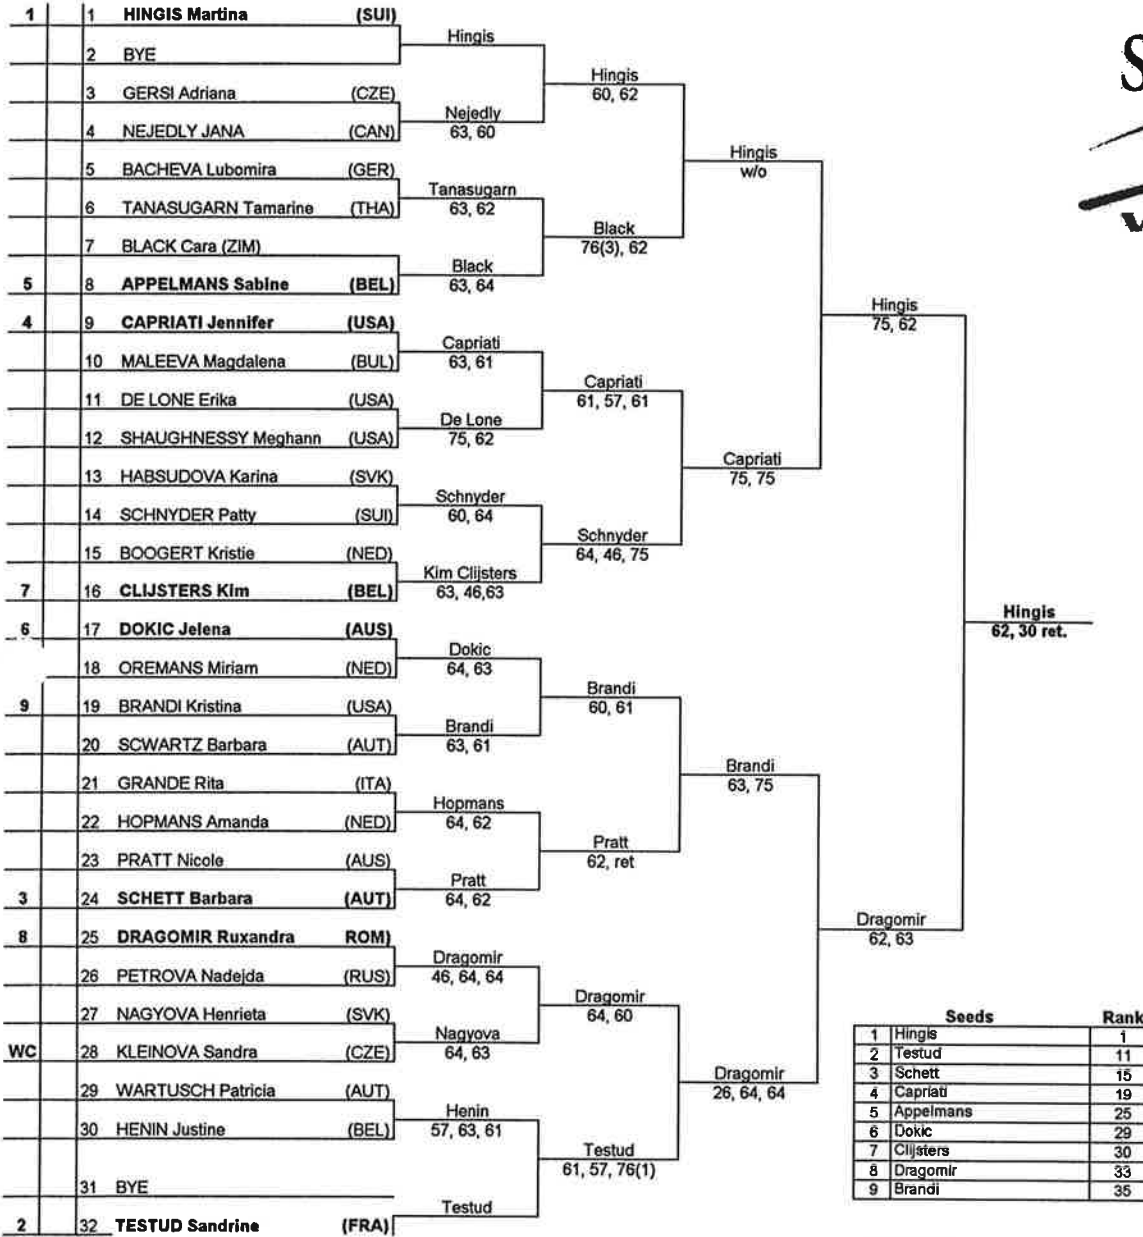 1 1 HINGIS Martina (SUI)
2 BYE
3 GERSI Adriana (CZE)
4 NEJEDLY JANA (CAN)
5 BACHEVA Lubomira (GER)
6 TANASUGARN Tamarine (THA)
7 BLACK Cara (ZIM)
5 8 APPELMANS Sabine (BEL)
4 9 CAPRIATI Jennifer (USA)
10 MALEEVA Magdalena (BUL)
11 DE LONE Erika (USA)
12 SHAUGHNESSY Meghann (USA)
13 HABSUDOVA Karina (SVK)
14 SCHNYDER Patty (SUI)
15 BOOGERT Kristie (NED)
7 16 CLIJSTERS Kim (BEL)
6 17 DOKIC Jelena (AUS)
18 OREMANS Miriam (NED)
9 19 BRANDI Kristina (USA)
20 SCWARTZ Barbara (AUT)
21 GRANDE Rita (ITA)
22 HOPMANS Amanda (NED)
23 PRATT Nicole (AUS)
3 24 SCHETT Barbara (AUT)
8 25 DRAGOMIR Ruxandra ROM)
26 PETROVA Nadejda (RUS)
27 NAGYOVA Henrieta (SVK)
WC 28 KLEINOVA Sandra (CZE)
29 WARTUSCH Patricia (AUT)
30 HENIN Justine (BEL)
31 BYE
2 32 TESTUD Sandrine (FRA)
Hingis
Nejedly
63, 60
Tanasugarn
63, 62
Black
63, 64
Capriati
63, 61
De Lone
75, 62
Schnyder
60, 64
Kim Clijsters
63, 46,63
Dokic
64, 63
Brandi
63, 61
Hopmans
64, 62
Pratt
64, 62
Dragomir
46, 64, 64
Nagyova
64, 63
Henin
57, 63, 61
Testud
Hingis
60, 62
Black
76(3), 62
Capriati
61, 57, 61
Schnyder
64, 46, 75
Brandi
60, 61
Pratt
62, ret
Dragomir
64, 60
Testud
61, 57, 76(1)
Hingis
w/o
Capriati
75, 75
Brandi
63, 75
Dragomir
26, 64, 64
Hingis
75, 62
Dragomir
62, 63
Hingis
62, 30 ret.
Seeds Rank
1 Hingis 1
2 Testud 11
3 Schett 15
4 Capriati 19
5 Appelmans 25
6 Dokic 29
7 Clijsters 30
8 Dragomir 33
9 Brandi 35